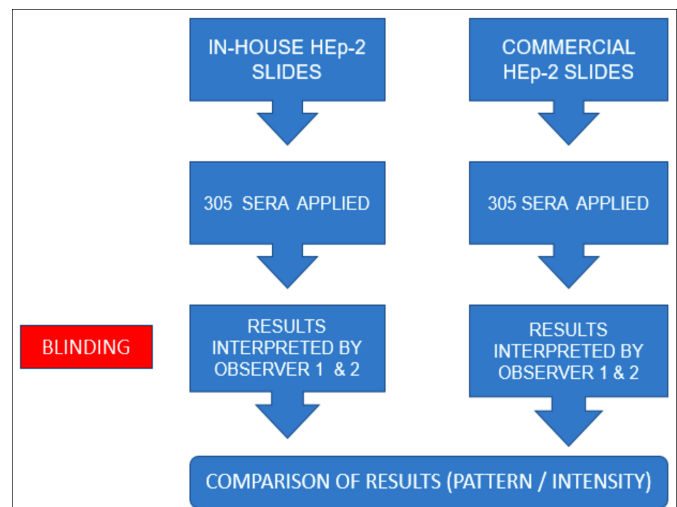 IN-HOUSE HEp-2
SLIDES
COMMERCIAL
HEp-2 SLIDES
305 SERA APPLIED
305 SERA APPLIED
BLINDING
RESULTS
INTERPRETED BY
OBSERVER 1 & 2
RESULTS
INTERPRETED BY
OBSERVER 1 & 2
COMPARISON OF RESULTS (PATTERN / INTENSITY)